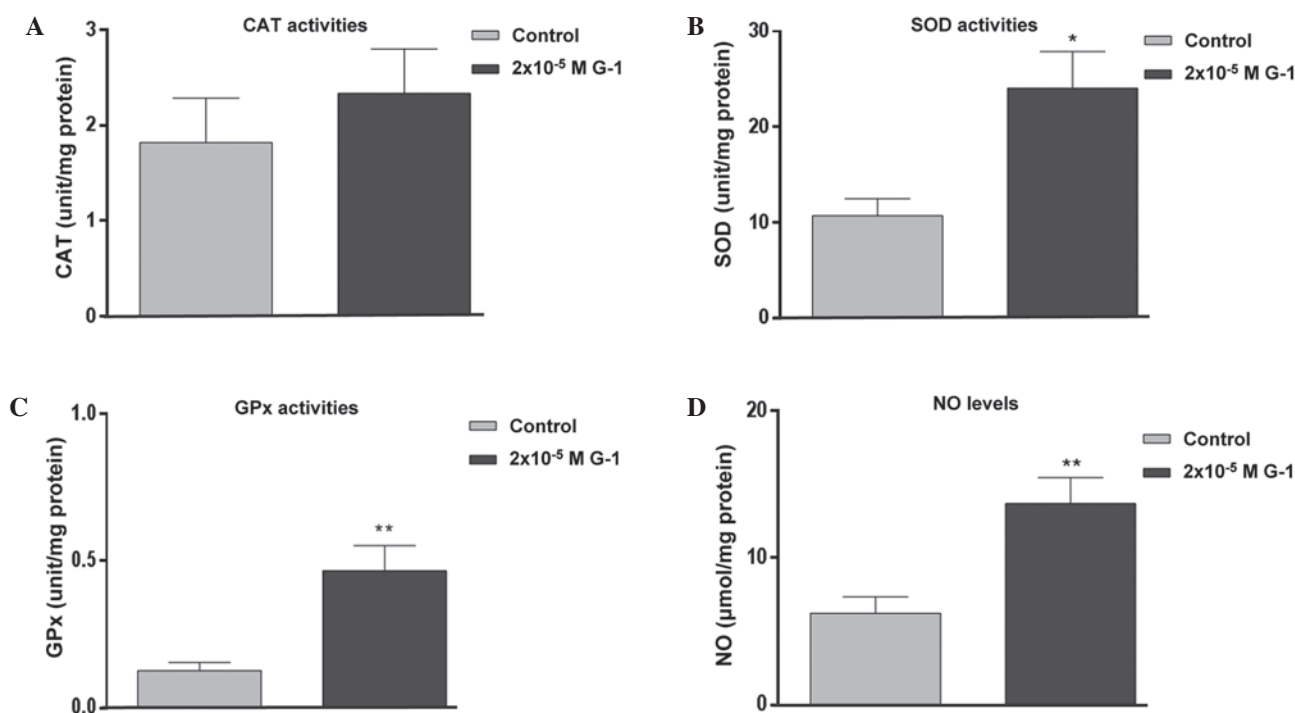 A
CAT activities
3
2
1
0
CAT (unit/mg protein)
Control
2x10⁻⁵ M G-1
B
SOD activities
30
20
10
0
SOD (unit/mg protein)
*
Control
2x10⁻⁵ M G-1
C
GPx activities
1.0
0.5
0.0
GPx (unit/mg protein)
**
Control
2x10⁻⁵ M G-1
D
NO levels
20
10
0
NO (µmol/mg protein)
**
Control
2x10⁻⁵ M G-1